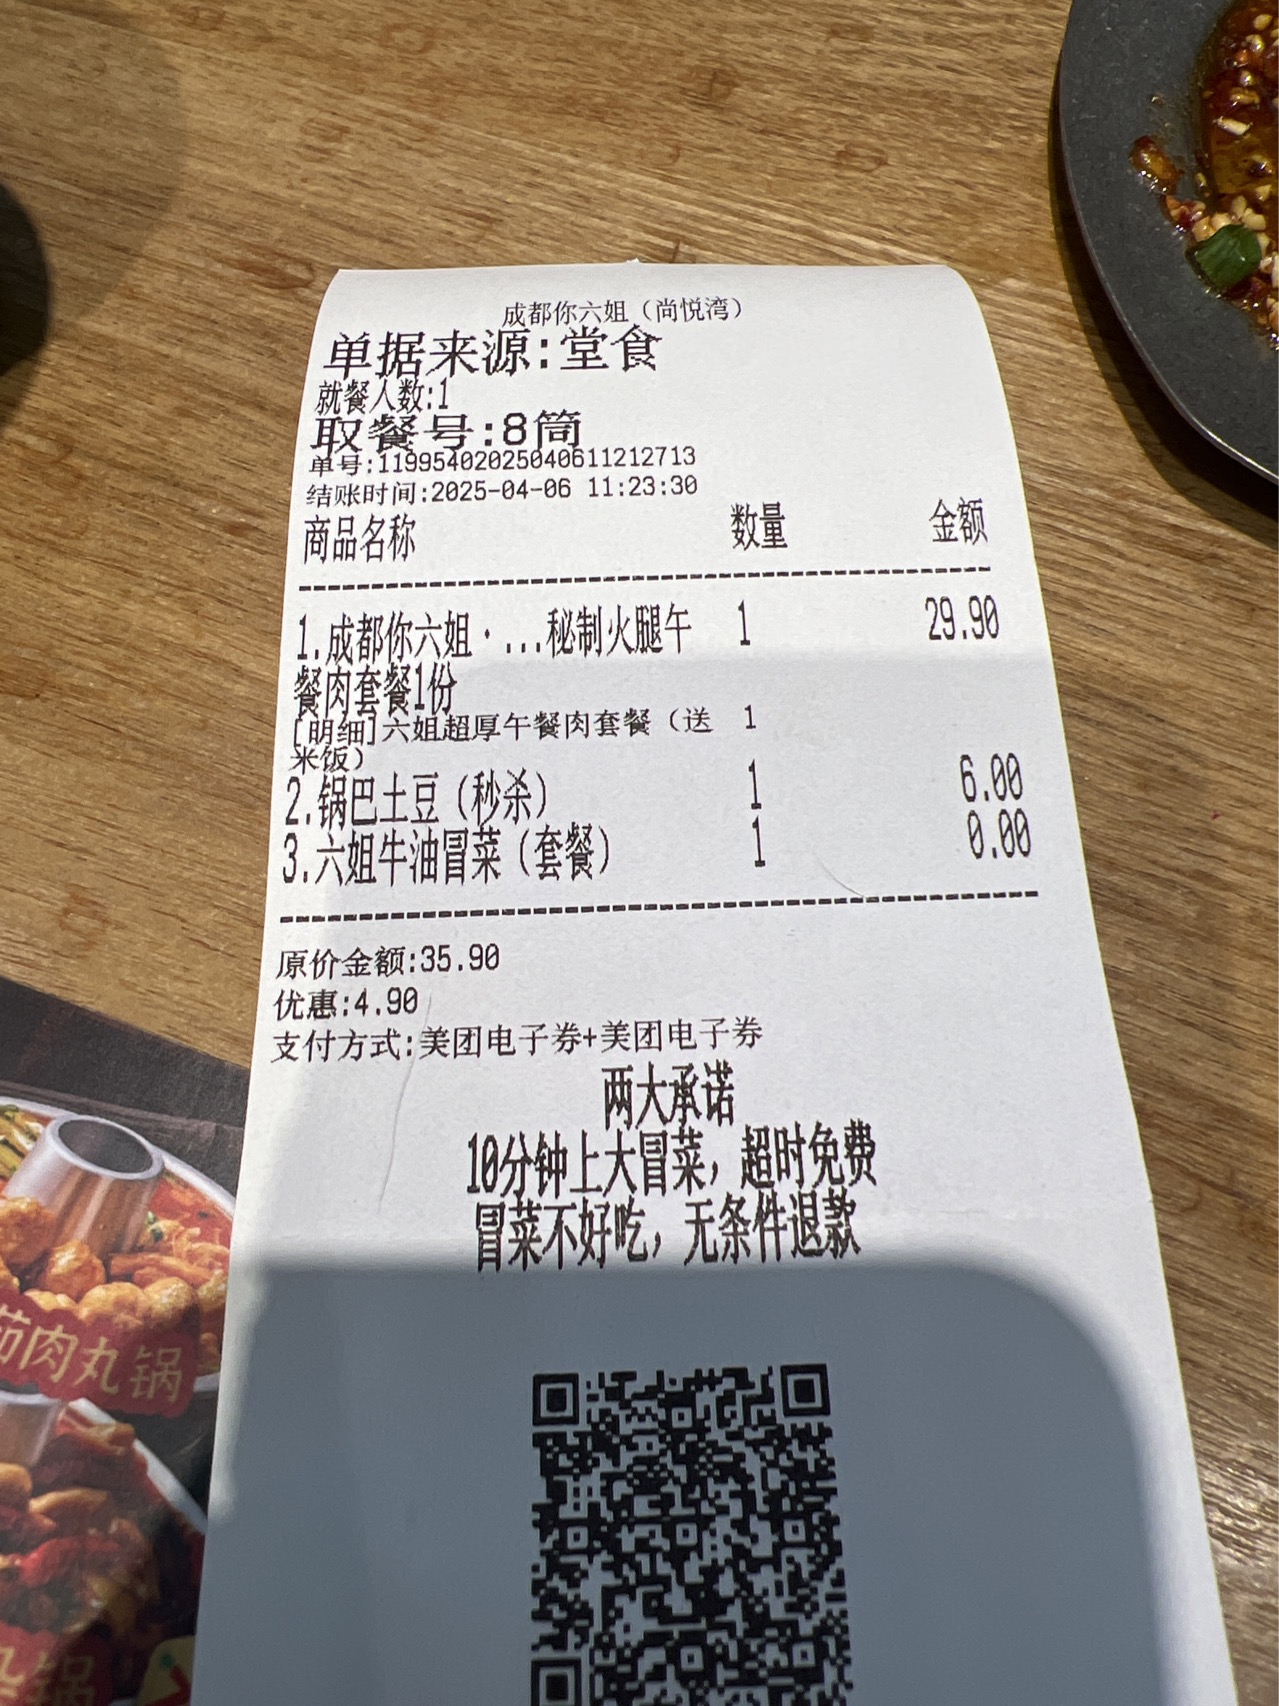 成都你六姐（尚悦湾）
单据来源:堂食
就餐人数:1
取餐号:8筒
单号:11995402025040611212713
结账时间:2025-04-06 11:23:30
商品名称 数量 金额
1.成都你六姐·...秘制火腿午 1 29.90
餐肉套餐1份
[明细]六姐超厚午餐肉套餐（送 1
米饭）
2.锅巴土豆（秒杀） 1 6.00
3.六姐牛油冒菜（套餐） 1 0.00
原价金额:35.90
优惠:4.90
支付方式:美团电子券+美团电子券
两大承诺
10分钟上大冒菜，超时免费
冒菜不好吃，无条件退款
茄肉丸锅
锅